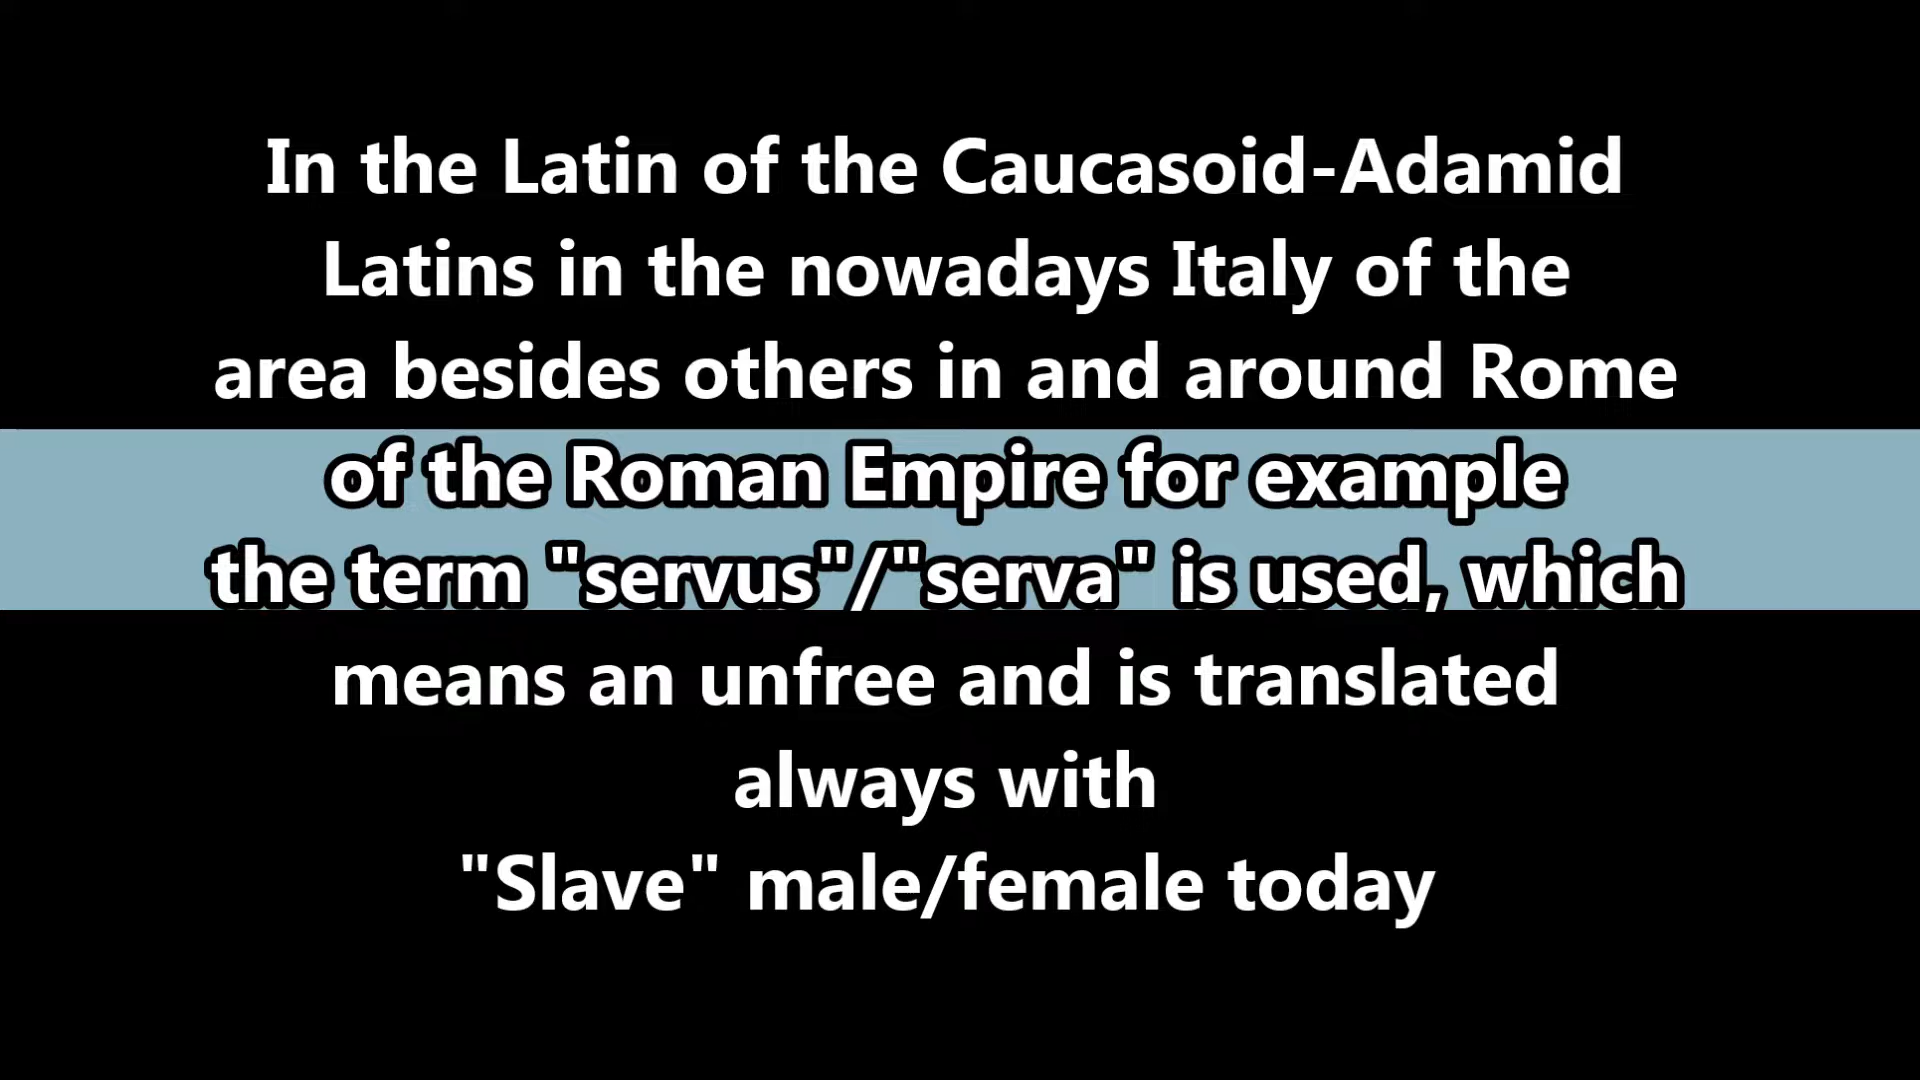 In the Latin of the Caucasoid-Adamid
Latins in the nowadays Italy of the
area besides others in and around Rome
of the Roman Empire for example
the term "servus"/"serva" is used, which
means an unfree and is translated
always with
"Slave" male/female today